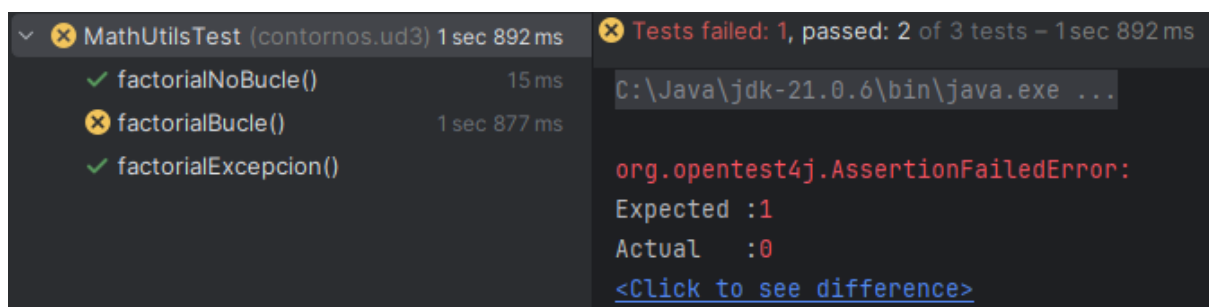 MathUtilsTest (contornos.ud3) 1 sec 892 ms
factorialNoBucle() 15 ms
factorialBucle() 1 sec 877 ms
factorialExcepcion()
Tests failed: 1, passed: 2 of 3 tests – 1 sec 892 ms
C:\Java\jdk-21.0.6\bin\java.exe ...
org.opentest4j.AssertionFailedError:
Expected :1
Actual   :0
<Click to see difference>